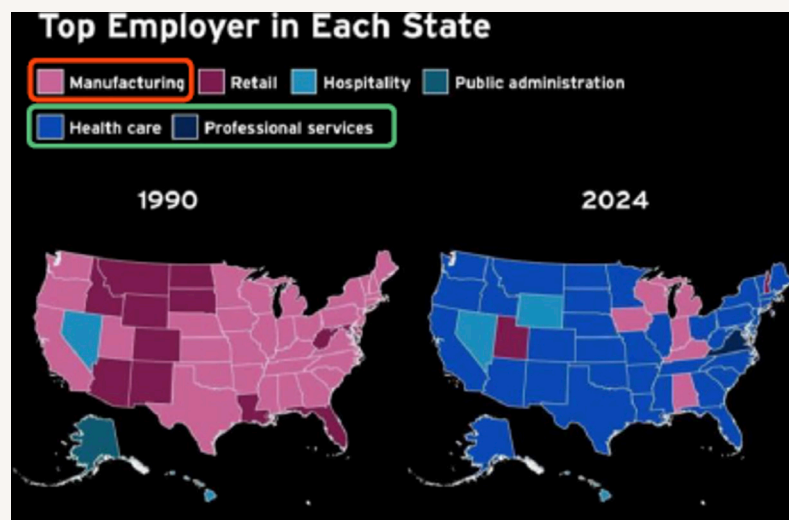 Top Employer in Each State
Manufacturing Retail Hospitality Public administration
Health care Professional services
1990 2024